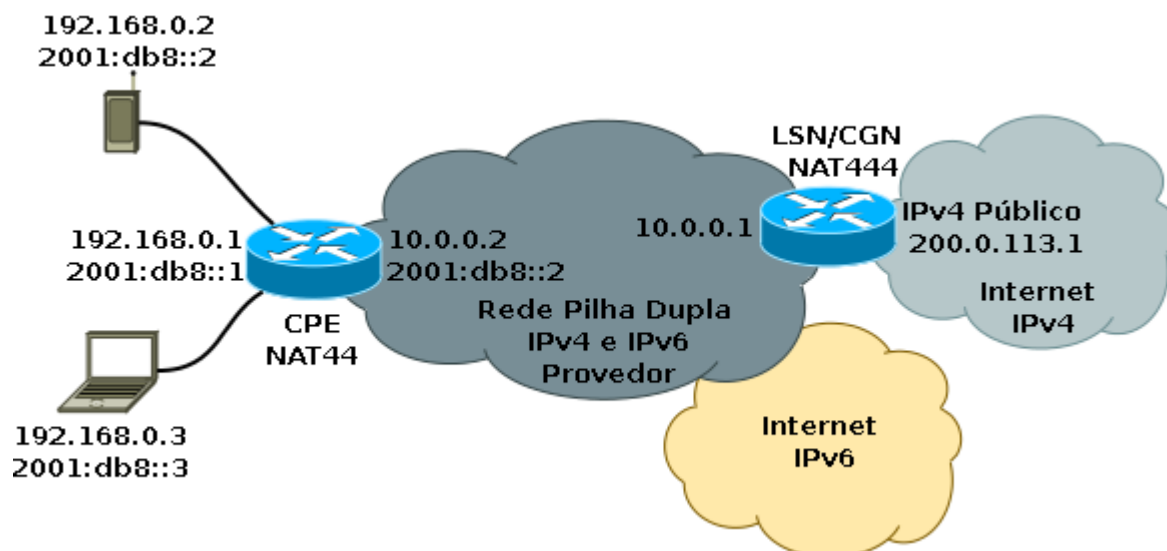 192.168.0.2
2001:db8::2
192.168.0.1
2001:db8::1
CPE
NAT44
10.0.0.2
2001:db8::2
192.168.0.3
2001:db8::3
Rede Pilha Dupla
IPv4 e IPv6
Provedor
10.0.0.1
LSN/CGN
NAT444
IPv4 Público
200.0.113.1
Internet
IPv4
Internet
IPv6